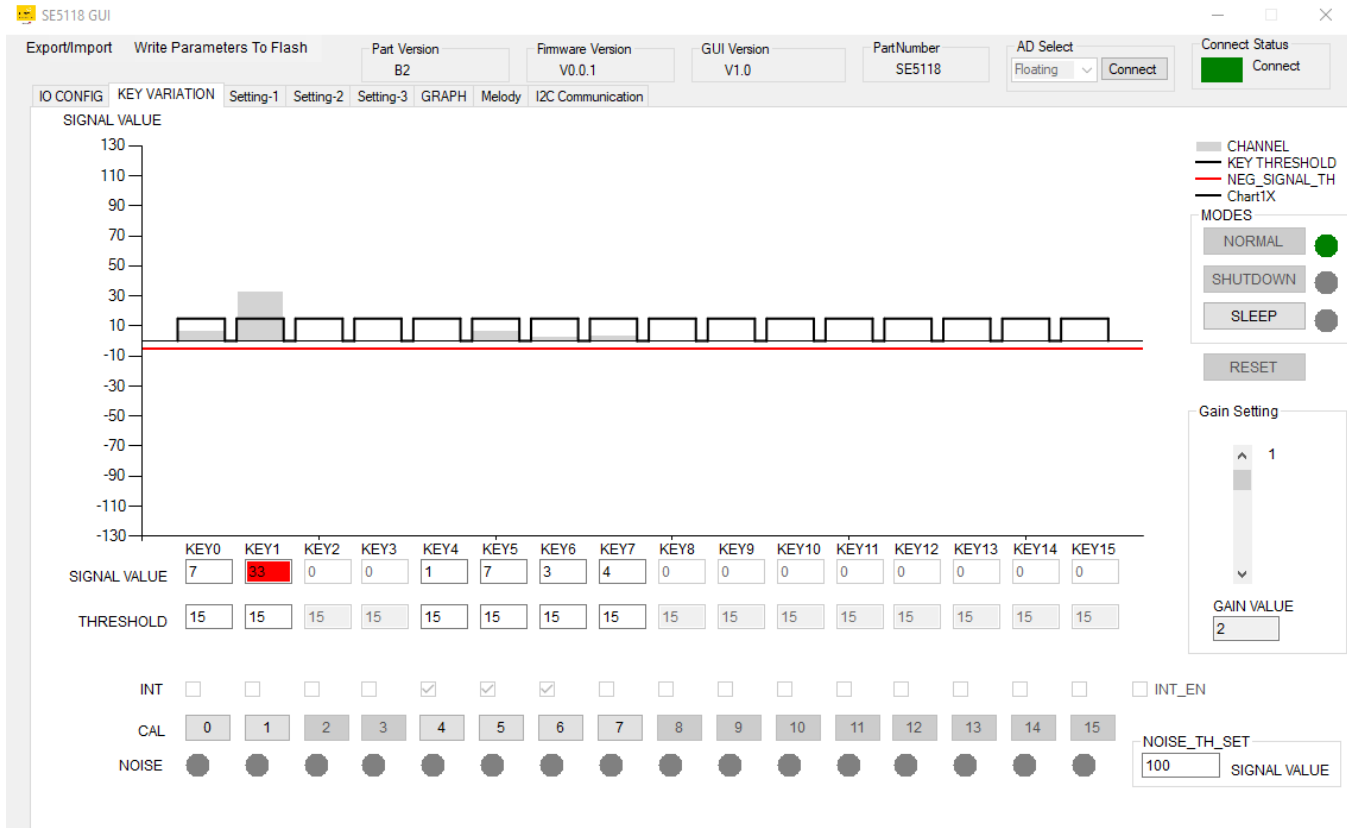 SE5118 GUI
Export/Import Write Parameters To Flash
Part Version
B2
Firmware Version
V0.0.1
GUI Version
V1.0
PartNumber
SE5118
AD Select
Floating Connect
Connect Status
Connect
IO CONFIG KEY VARIATION Setting-1 Setting-2 Setting-3 GRAPH Melody I2C Communication
SIGNAL VALUE
130
110
90
70
50
30
10
-10
-30
-50
-70
-90
-110
-130
CHANNEL
KEY THRESHOLD
NEG_SIGNAL_TH
Chart1X
MODES
NORMAL
SHUTDOWN
SLEEP
RESET
Gain Setting
1
GAIN VALUE
2
KEY0 KEY1 KEY2 KEY3 KEY4 KEY5 KEY6 KEY7 KEY8 KEY9 KEY10 KEY11 KEY12 KEY13 KEY14 KEY15
SIGNAL VALUE 7 33 0 0 1 7 3 4 0 0 0 0 0 0 0 0
THRESHOLD 15 15 15 15 15 15 15 15 15 15 15 15 15 15 15 15
INT INT_EN
CAL 0 1 2 3 4 5 6 7 8 9 10 11 12 13 14 15
NOISE
NOISE_TH_SET
100 SIGNAL VALUE